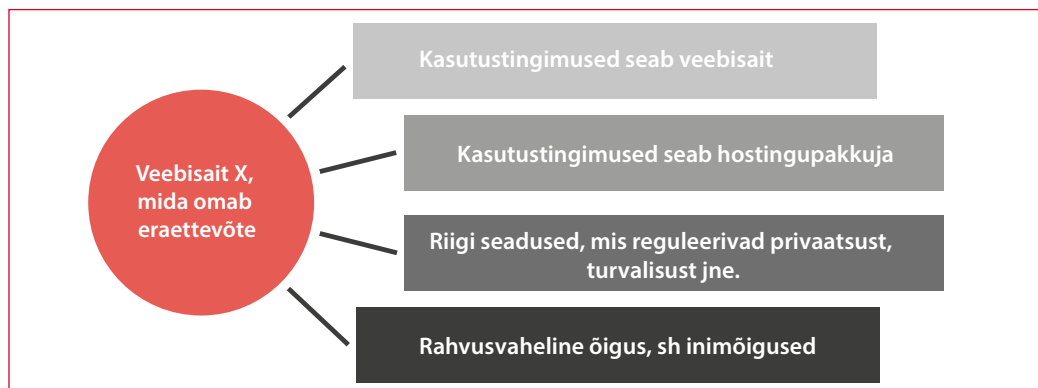 Kasutustingimused seab veebisait
Kasutustingimused seab hostingupakkuja
Veebisait X,
mida omab
eraettevõte
Riigi seadused, mis reguleerivad privaatsust,
turvalisust jne.
Rahvusvaheline õigus, sh inimõigused